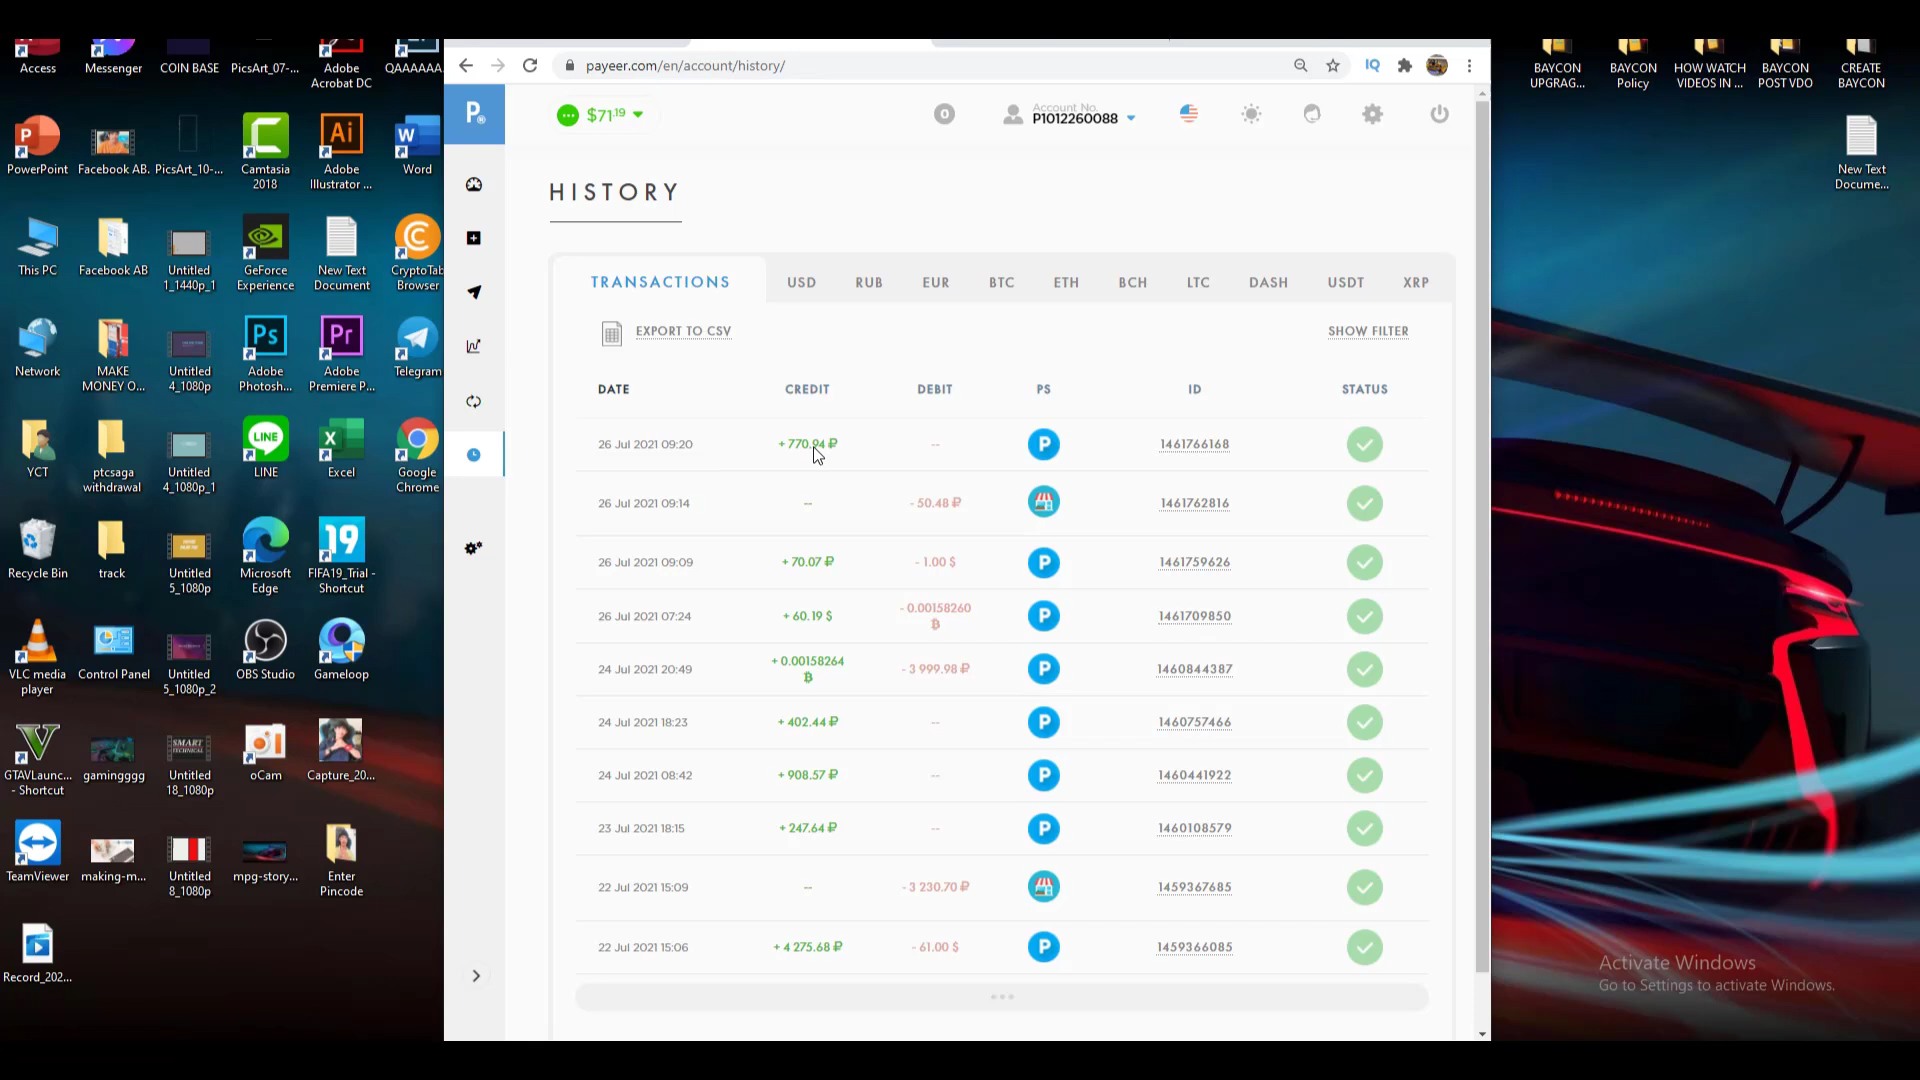 Access
Messenger
COIN BASE
PicsArt_07-...
Adobe
Acrobat DC
QAAAAAA
PowerPoint
Facebook AB.
PicsArt_10-...
Camtasia
2018
Adobe
Illustrator ...
Word
This PC
Facebook AB
Untitled
1_1440p_1
GeForce
Experience
New Text
Document
CryptoTab
Browser
Network
MAKE
MONEY O...
Untitled
4_1080p
Adobe
Photosh...
Adobe
Premiere P...
Telegram
YCT
ptcsaga
withdrawal
Untitled
4_1080p_1
LINE
Excel
Google
Chrome
Recycle Bin
track
Untitled
5_1080p
Microsoft
Edge
FIFA19_Trial -
Shortcut
VLC media
player
Control Panel
Untitled
5_1080p_2
OBS Studio
Gameloop
GTAVLaunc...
- Shortcut
gamingggg
Untitled
18_1080p
oCam
Capture_20...
TeamViewer
making-m...
Untitled
8_1080p
mpg-story...
Enter
Pincode
Record_202...
payeer.com/en/account/history/
IQ
P
$71.19
0
Account No.
P1012260088
HISTORY
TRANSACTIONS
USD
RUB
EUR
BTC
ETH
BCH
LTC
DASH
USDT
XRP
EXPORT TO CSV
SHOW FILTER
DATE CREDIT DEBIT PS ID STATUS
26 Jul 2021 09:20 + 770.94 ₽ -- P 1461766168
26 Jul 2021 09:14 -- - 50.48 ₽ 1461762816
26 Jul 2021 09:09 + 70.07 ₽ - 1.00 $ P 1461759626
26 Jul 2021 07:24 + 60.19 $ - 0.00158260 ₿ P 1461709850
24 Jul 2021 20:49 + 0.00158264 ₿ - 3 999.98 ₽ P 1460844387
24 Jul 2021 18:23 + 402.44 ₽ -- P 1460757466
24 Jul 2021 08:42 + 908.57 ₽ -- P 1460441922
23 Jul 2021 18:15 + 247.64 ₽ -- P 1460108579
22 Jul 2021 15:09 -- - 3 230.70 ₽ 1459367685
22 Jul 2021 15:06 + 4 275.68 ₽ - 61.00 $ P 1459366085
BAYCON
UPGRAG...
BAYCON
Policy
HOW WATCH
VIDEOS IN ...
BAYCON
POST VDO
CREATE
BAYCON
New Text
Docume...
Activate Windows
Go to Settings to activate Windows.